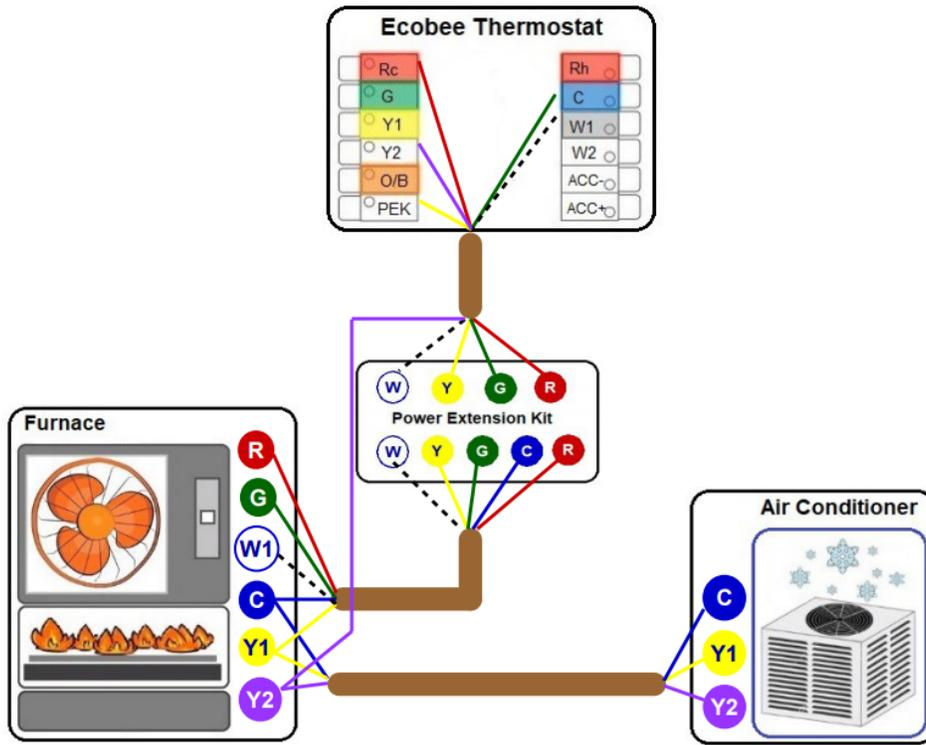 Ecobee Thermostat
Rc
G
Y1
Y2
O/B
PEK
Rh
C
W1
W2
ACC-
ACC+
W Y G R
Power Extension Kit
W Y G C R
Furnace
R
G
W1
C
Y1
Y2
Air Conditioner
C
Y1
Y2